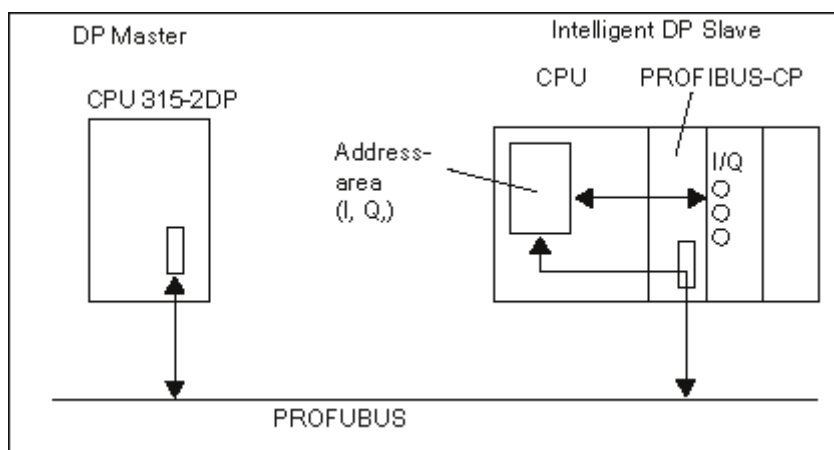 DP Master
Intelligent DP Slave
CPU
PROFIBUS-CP
CPU 315-2DP
Address-
area
(I, Q,)
I/Q
PROFUBUS